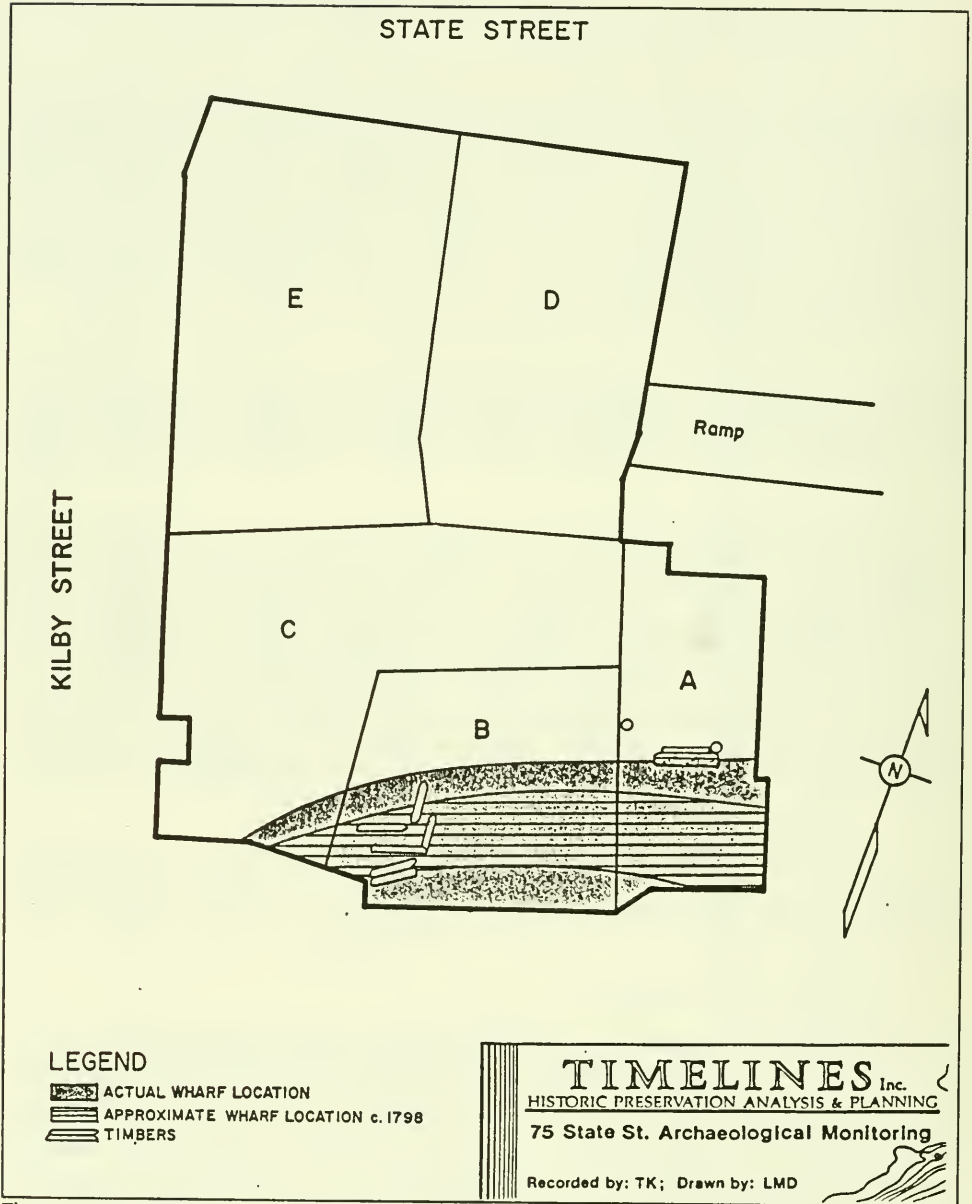 STATE STREET
E
D
Ramp
KILBY STREET
C
A
B
N
LEGEND
ACTUAL WHARF LOCATION
APPROXIMATE WHARF LOCATION c. 1798
TIMBERS
TIMELINES Inc.
HISTORIC PRESERVATION ANALYSIS & PLANNING
75 State St. Archaeological Monitoring
Recorded by: TK; Drawn by: LMD